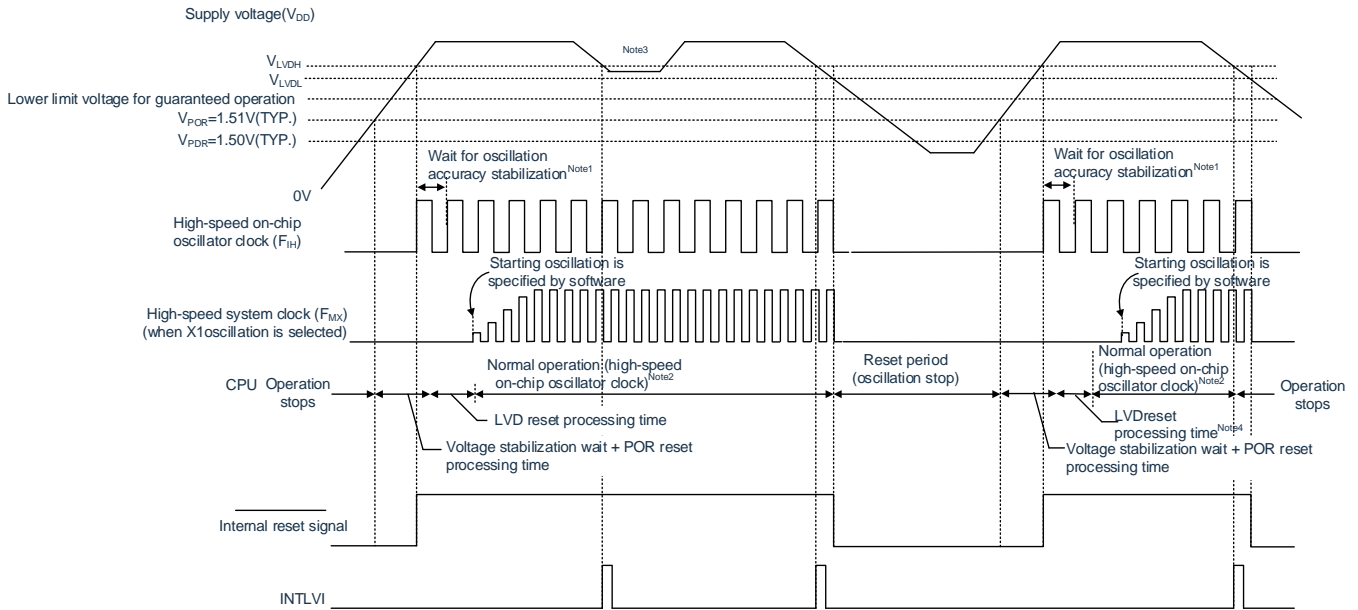 Supply voltage(VDD)
Note3
VLVDH
VLVDL
Lower limit voltage for guaranteed operation
VPOR=1.51V(TYP.)
VPDR=1.50V(TYP.)
0V
Wait for oscillation
accuracy stabilizationNote1
Wait for oscillation
accuracy stabilizationNote1
High-speed on-chip
oscillator clock (FIH)
Starting oscillation is
specified by software
Starting oscillation is
specified by software
High-speed system clock (FMX)
(when X1oscillation is selected)
Normal operation (high-speed
on-chip oscillator clock)Note2
Reset period
(oscillation stop)
Normal operation
(high-speed on-chip
oscillator clock)Note2
CPU Operation
stops
Operation
stops
LVD reset processing time
LVDreset
processing timeNote4
Voltage stabilization wait + POR reset
processing time
Voltage stabilization wait + POR reset
processing time
Internal reset signal
INTLVI